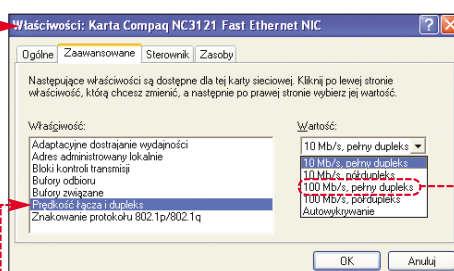 Właściwości: Karta Compaq NC3121 Fast Ethernet NIC
Ogólne Zaawansowane Sterownik Zasoby
Następujące właściwości są dostępne dla tej karty sieciowej. Kliknij po lewej stronie
właściwość, którą chcesz zmienić, a następnie po prawej stronie wybierz jej wartość.
Właściwość:
Adaptacyjne dostrajanie wydajności
Adres administrowany lokalnie
Bloki kontroli transmisji
Bufory odbioru
Bufory związane
Prędkość łącza i dupleks
Znakowanie protokołu 802.1p/802.1q
Wartość:
10 Mb/s, pełny dupleks
10 Mb/s, pełny dupleks
10 Mb/s, półdupleks
100 Mb/s, pełny dupleks
100 Mb/s, półdupleks
Autowykrywanie
OK Anuluj